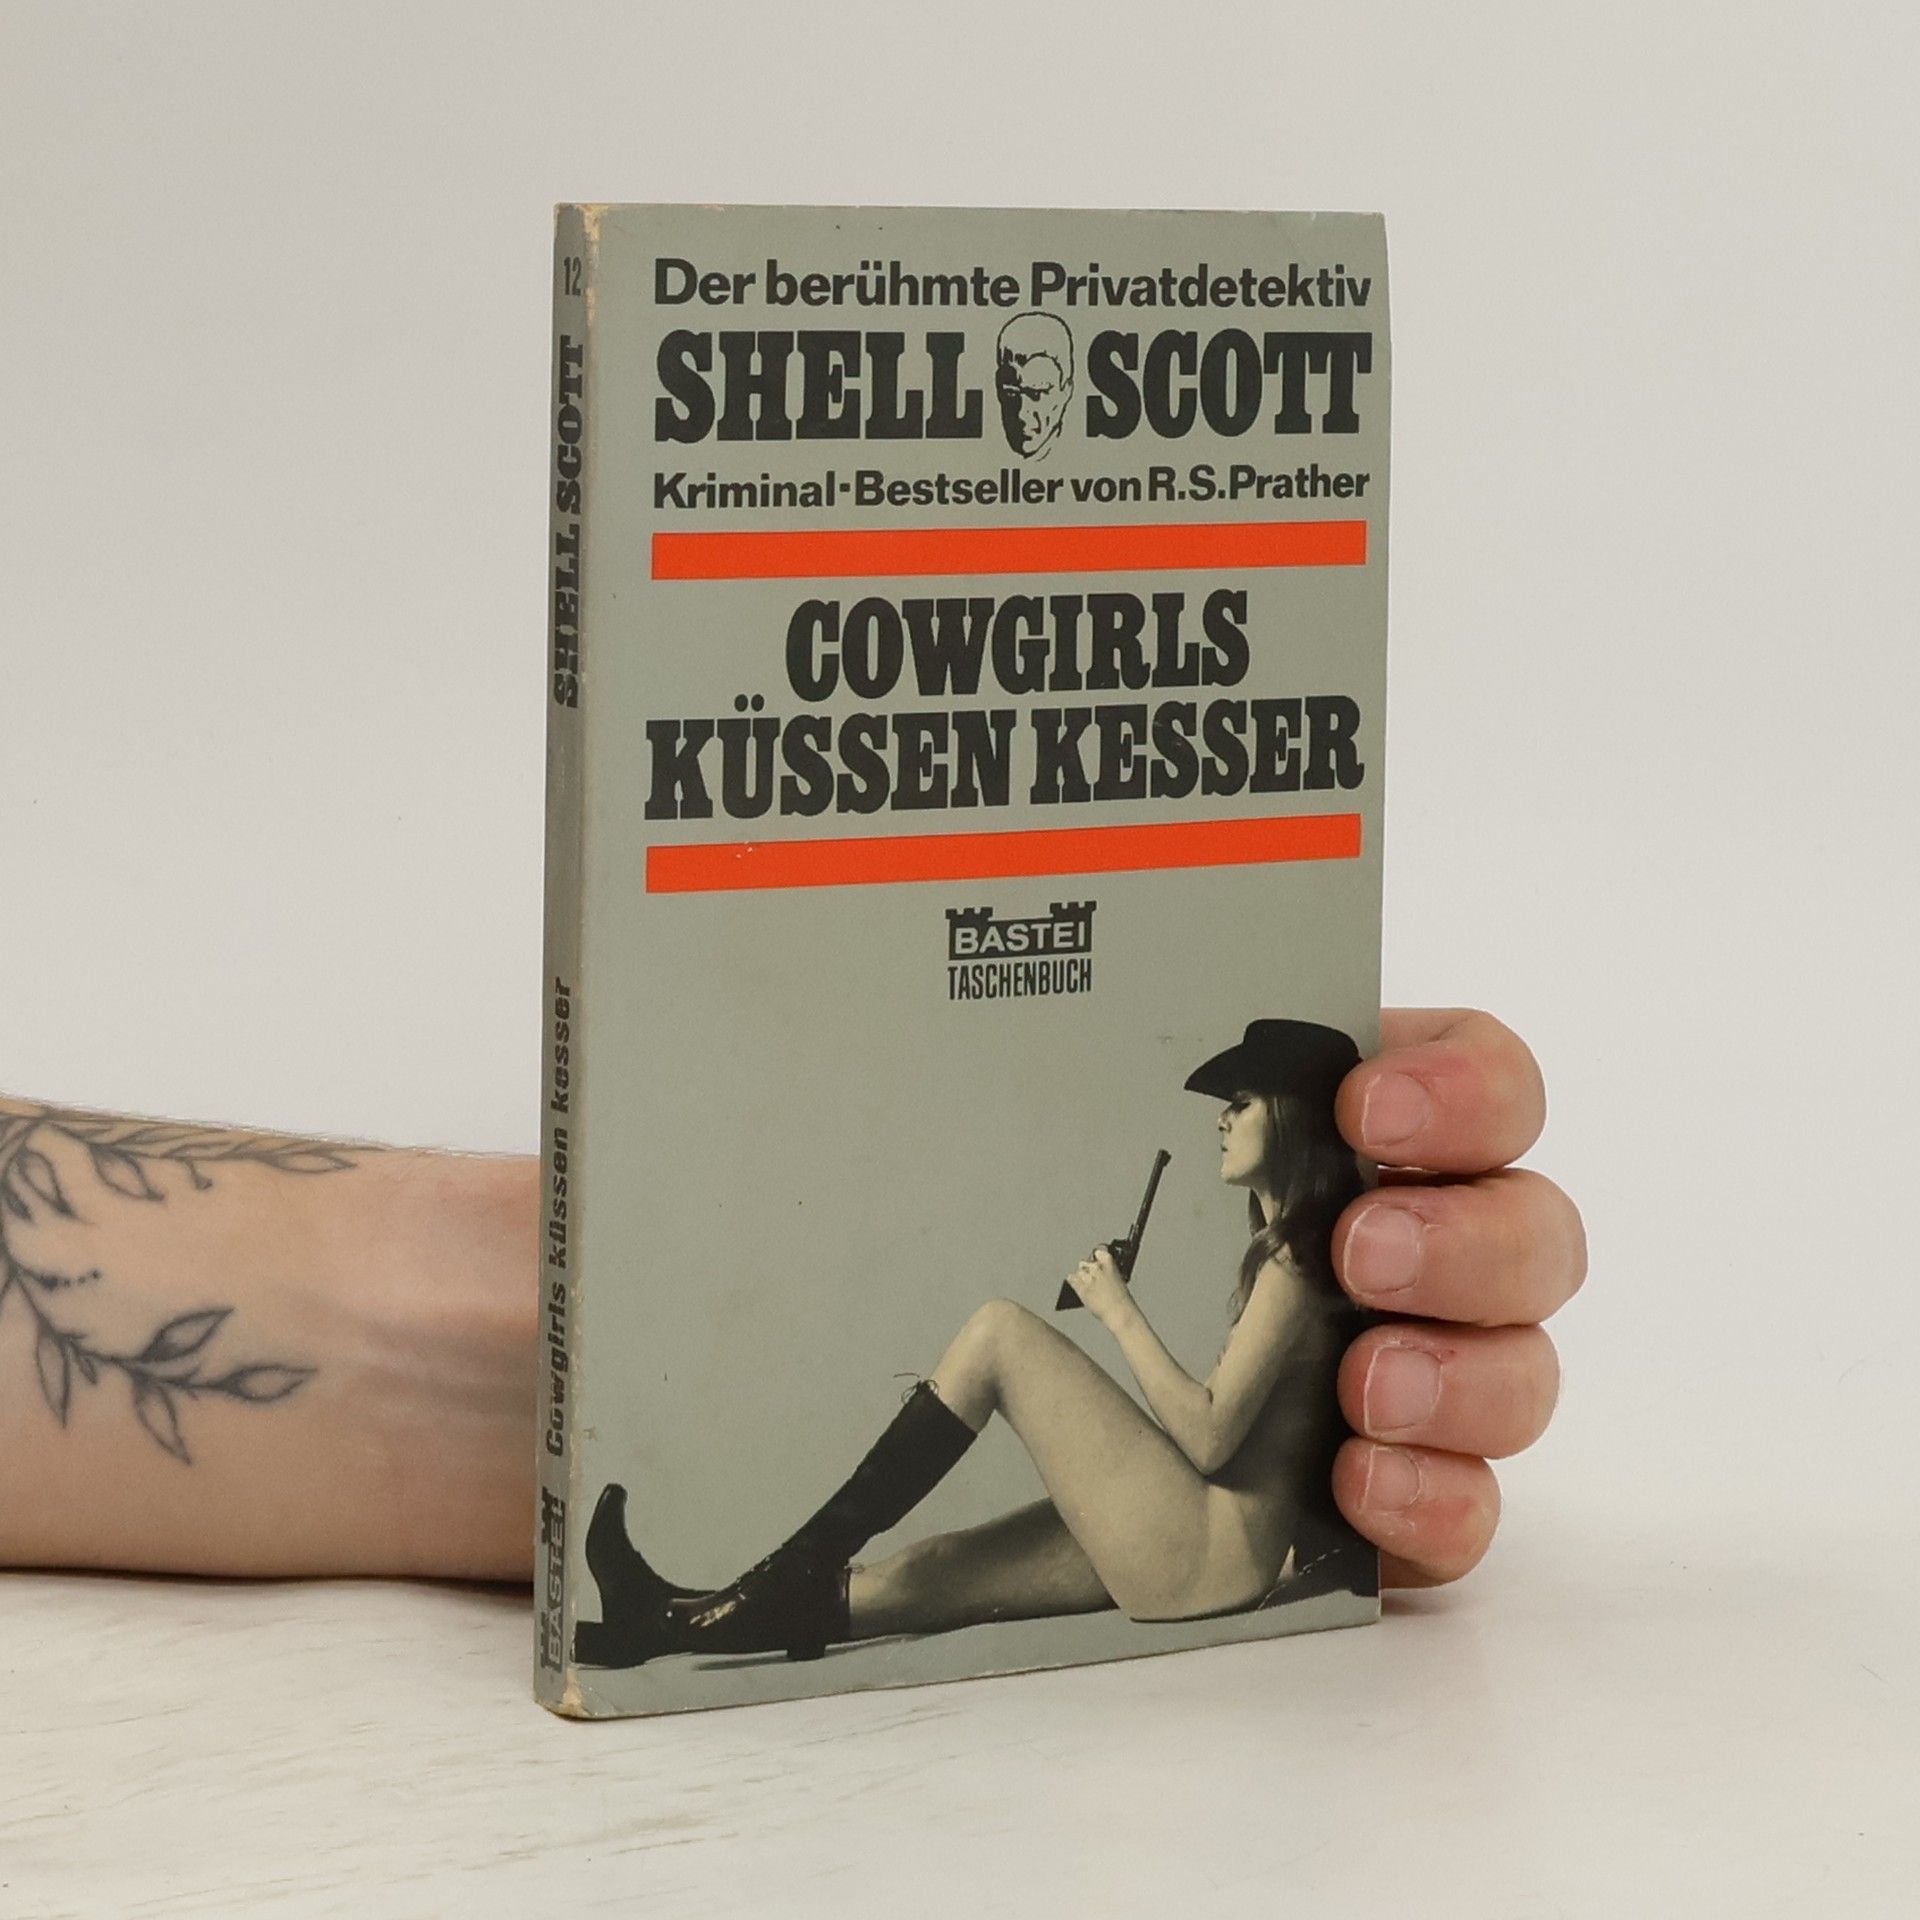 Der berühmte Privatdetektiv
SHELL SCOTT
Kriminal-Bestseller von R.S.Prather
COWGIRLS
KÜSSEN KESSER
BASTEI
TASCHENBUCH
12
SHELL SCOTT
Cowgirls küssen kesser
BASTEI